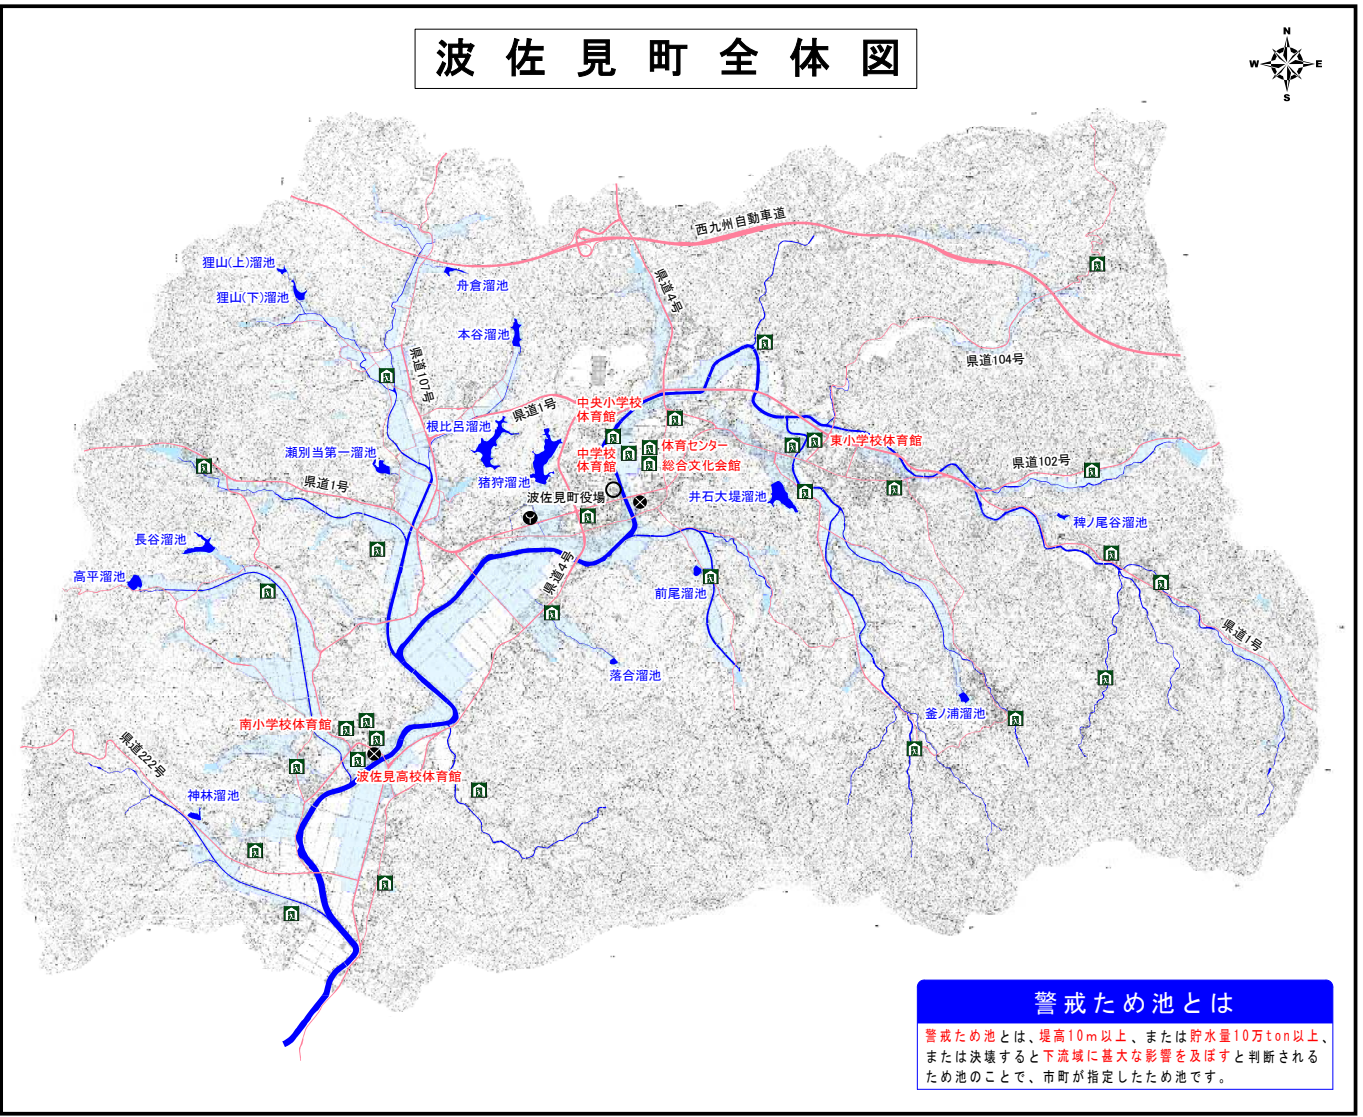 波佐見町全体図
N
W
E
S
西九州自動車道
狸山(上)溜池
狸山(下)溜池
舟倉溜池
県道4号
本谷溜池
県道107号
県道104号
中央小学校
体育館
県道1号
根比呂溜池
東小学校体育館
体育センター
中学校
体育館
総合文化会館
瀬別当第一溜池
県道1号
猪狩溜池
波佐見町役場
井石大堤溜池
県道102号
稗ノ尾谷溜池
長谷溜池
高平溜池
県道4号
前尾溜池
県道1号
落合溜池
釜ノ浦溜池
南小学校体育館
県道222号
波佐見高校体育館
神林溜池
警戒ため池とは
警戒ため池とは、堤高10m以上、または貯水量10万ton以上、
または決壊すると下流域に甚大な影響を及ぼすと判断される
ため池のことで、市町が指定したため池です。